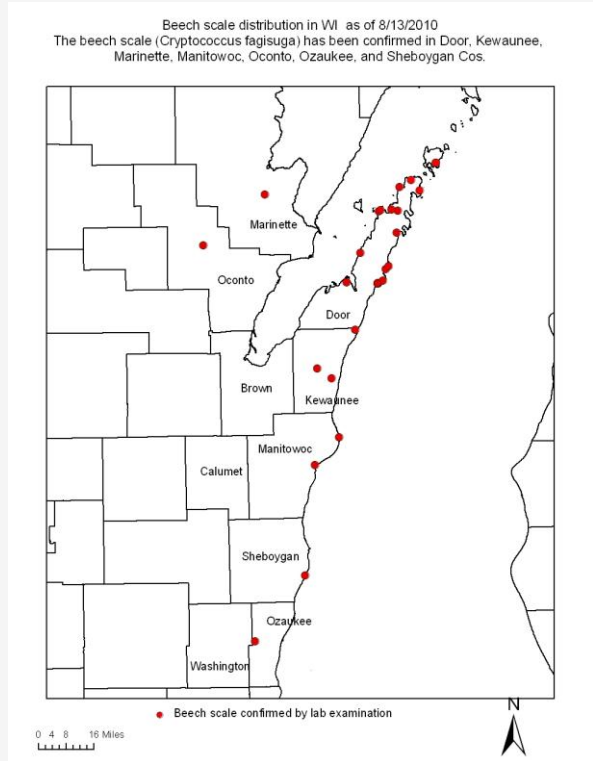 Beech scale distribution in WI as of 8/13/2010
The beech scale (Cryptococcus fagisuga) has been confirmed in Door, Kewaunee,
Marinette, Manitowoc, Oconto, Ozaukee, and Sheboygan Cos.
Marinette
Oconto
Door
Brown
Kewaunee
Manitowoc
Calumet
Sheboygan
Ozaukee
Washington
N
Beech scale confirmed by lab examination
0 4 8 16 Miles